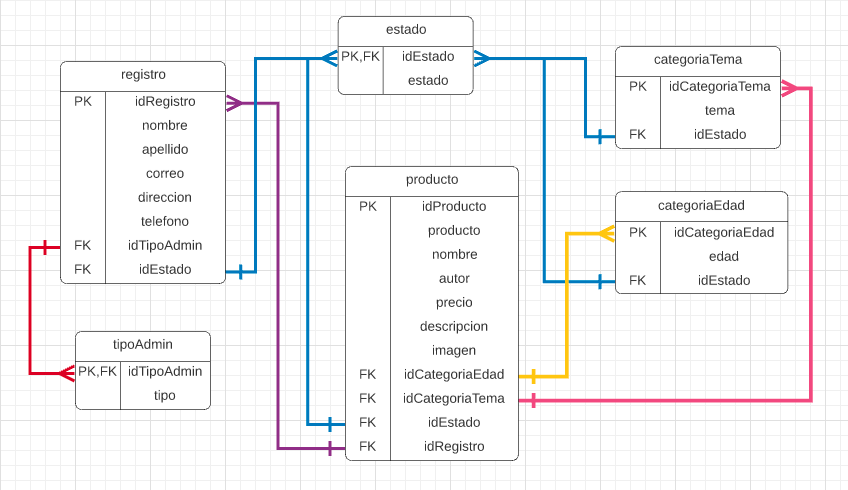 estado
PK,FK idEstado
estado
registro
PK idRegistro
nombre
apellido
correo
direccion
telefono
FK idTipoAdmin
FK idEstado
tipoAdmin
PK,FK idTipoAdmin
tipo
producto
PK idProducto
producto
nombre
autor
precio
descripcion
imagen
FK idCategoriaEdad
FK idCategoriaTema
FK idEstado
FK idRegistro
categoriaTema
PK idCategoriaTema
tema
FK idEstado
categoriaEdad
PK idCategoriaEdad
edad
FK idEstado